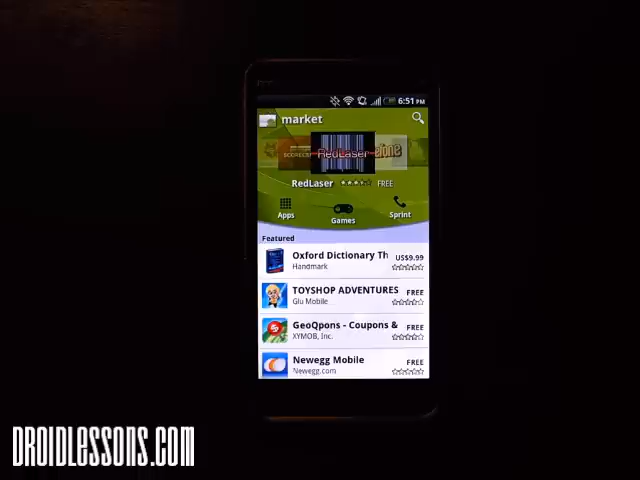 6:51 PM
market
RedLaser
RedLaser FREE
Apps Games Sprint
Featured
Oxford Dictionary Th US$9.99
Handmark
TOYSHOP ADVENTURES FREE
Glu Mobile
GeoQpons - Coupons & FREE
XYMOB, Inc.
Newegg Mobile FREE
Newegg.com
DROIDLESSONS.COM